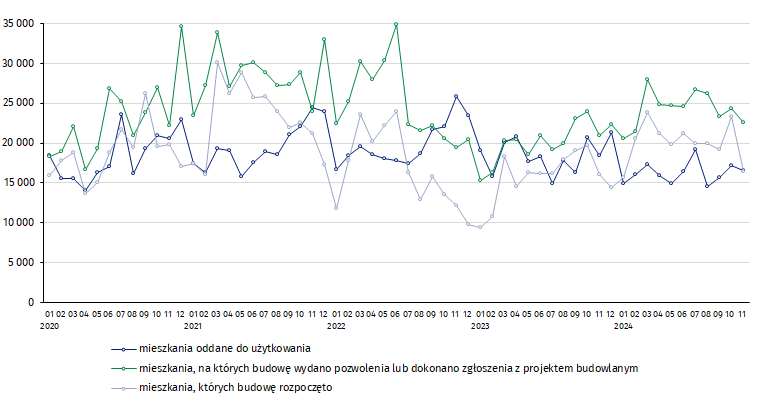 35 000
30 000
25 000
20 000
15 000
10 000
5 000
0
01 02 03 04 05 06 07 08 09 10 11 12 01 02 03 04 05 06 07 08 09 10 11 12 01 02 03 04 05 06 07 08 09 10 11 12 01 02 03 04 05 06 07 08 09 10 11 12 01 02 03 04 05 06 07 08 09 10 11
2020 2021 2022 2023 2024
mieszkania oddane do użytkowania
mieszkania, na których budowę wydano pozwolenia lub dokonano zgłoszenia z projektem budowlanym
mieszkania, których budowę rozpoczęto